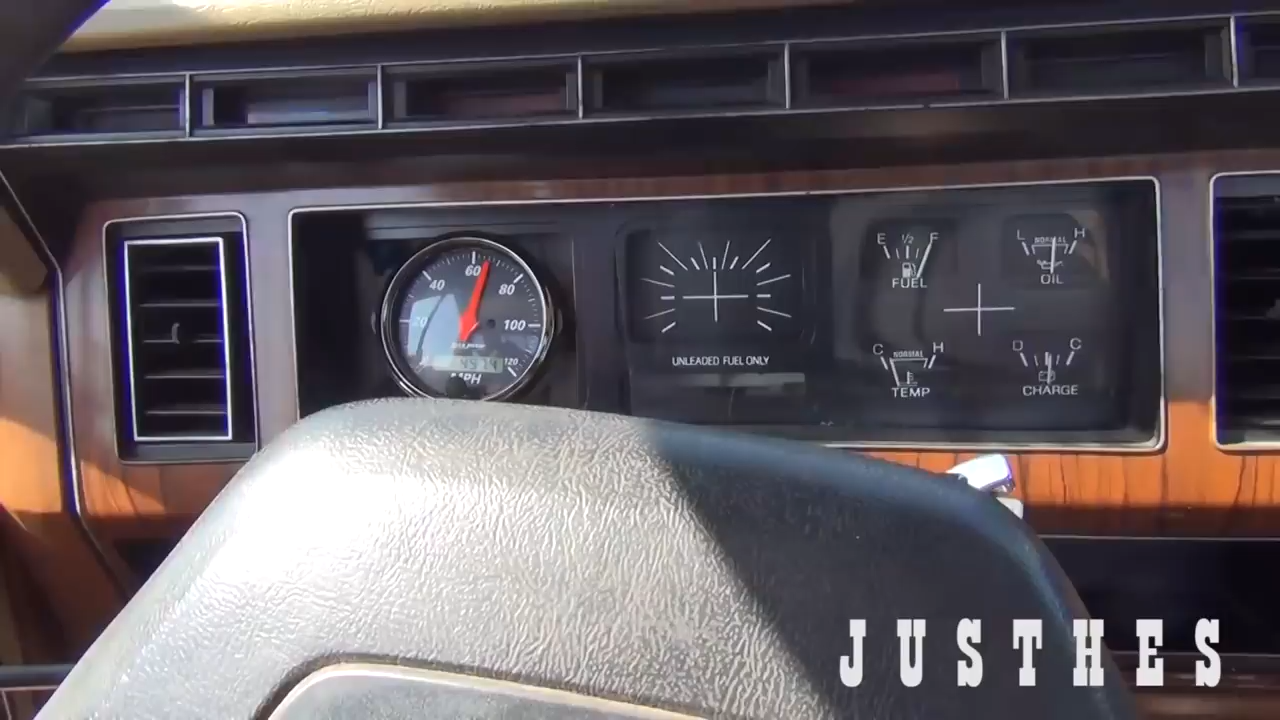 20 40 60 80 100 120
MPH
UNLEADED FUEL ONLY
E 1/2 F
FUEL
L NORMAL H
OIL
C NORMAL H
TEMP
D C
CHARGE
JUSTHES